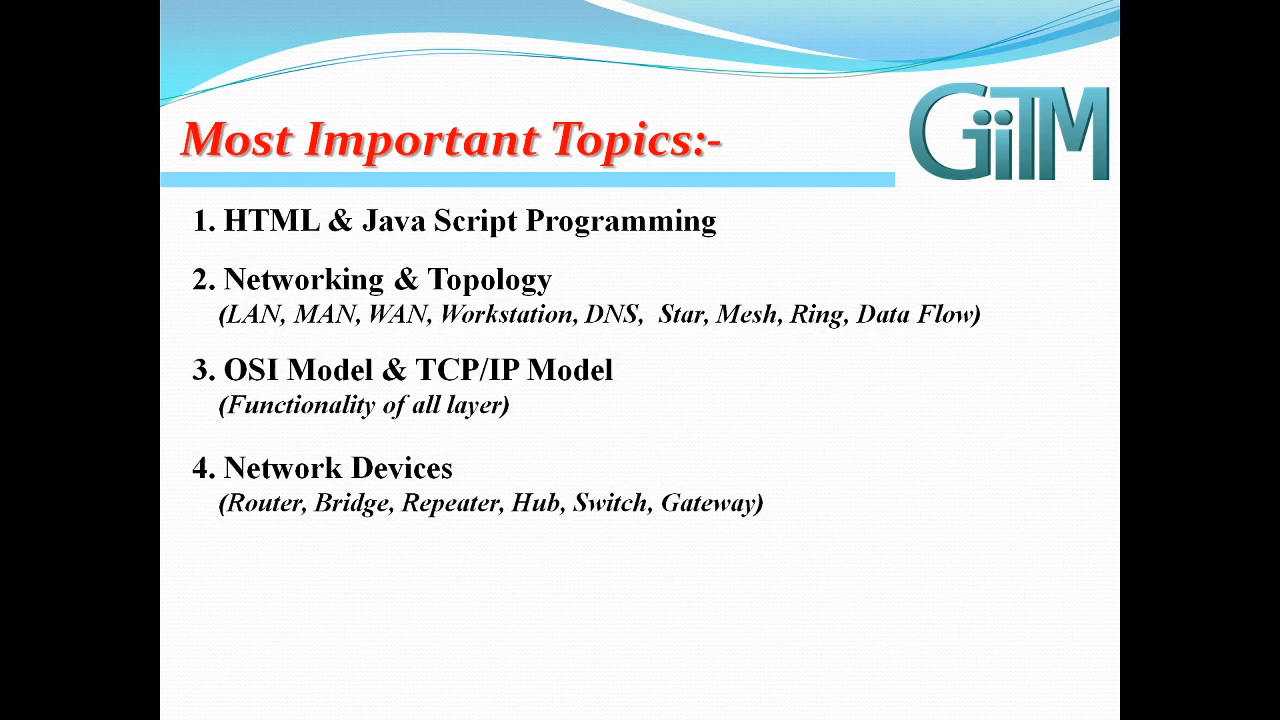 Most Important Topics:-
GiiTM
1. HTML & Java Script Programming
2. Networking & Topology
(LAN, MAN, WAN, Workstation, DNS, Star, Mesh, Ring, Data Flow)
3. OSI Model & TCP/IP Model
(Functionality of all layer)
4. Network Devices
(Router, Bridge, Repeater, Hub, Switch, Gateway)